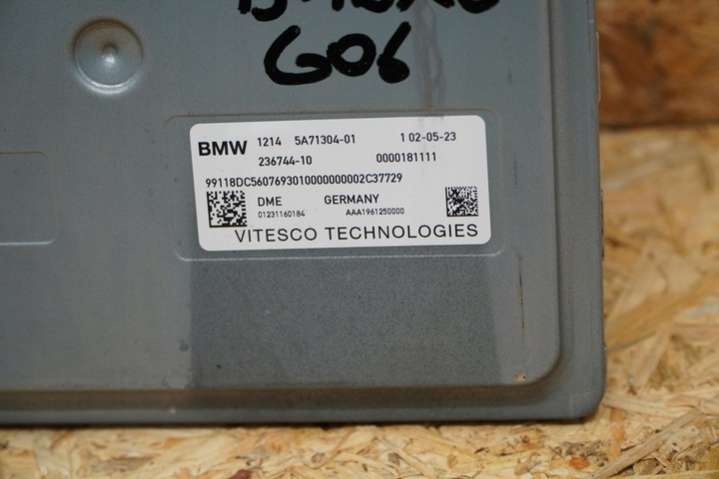 G06
BMW 1214 5A71304-01 1 02-05-23
236744-10 0000181111
99118DC5607693010000000002C37729
DME GERMANY
01231160184 AAA1961250000
VITESCO TECHNOLOGIES